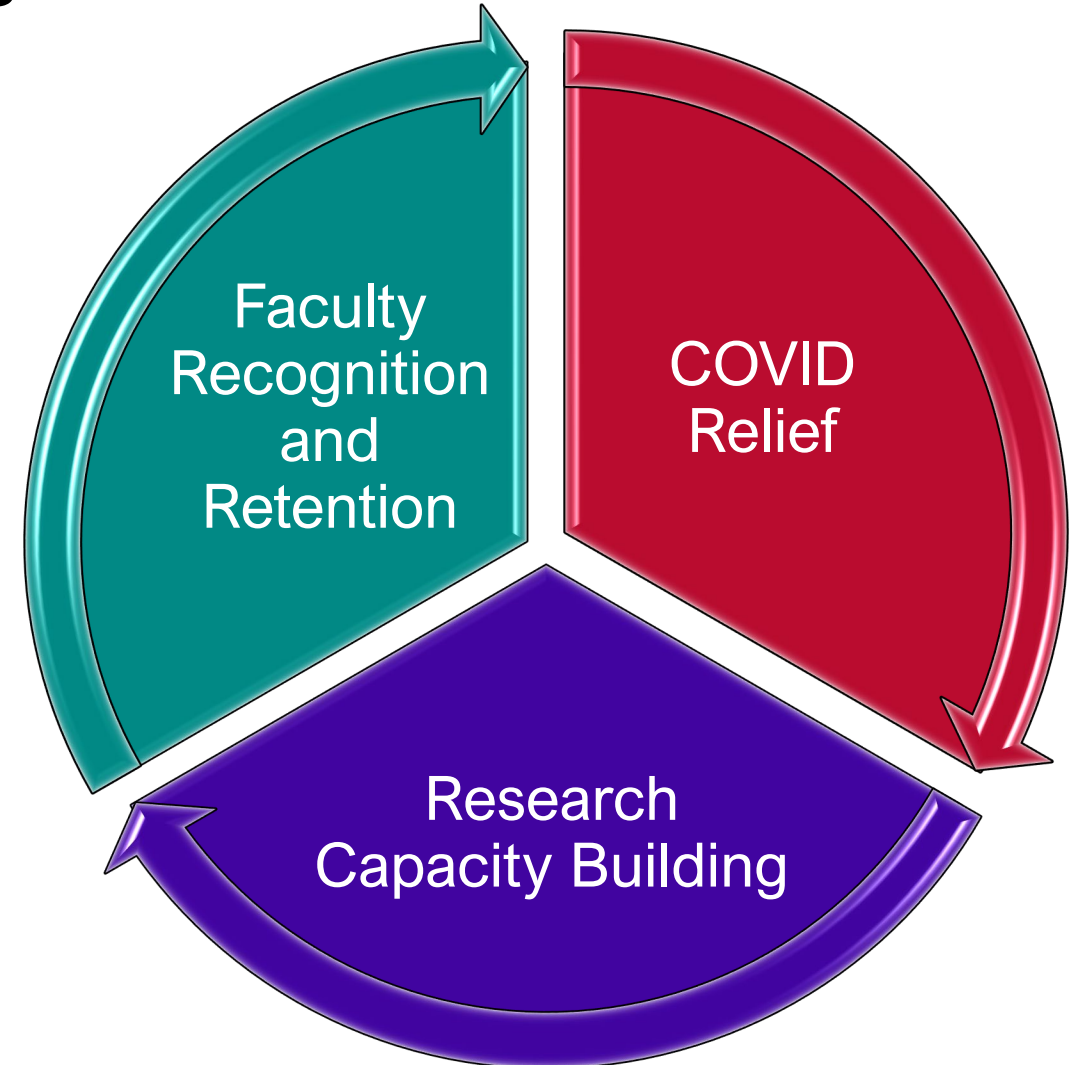 Faculty
Recognition
and
Retention
COVID
Relief
Research
Capacity Building